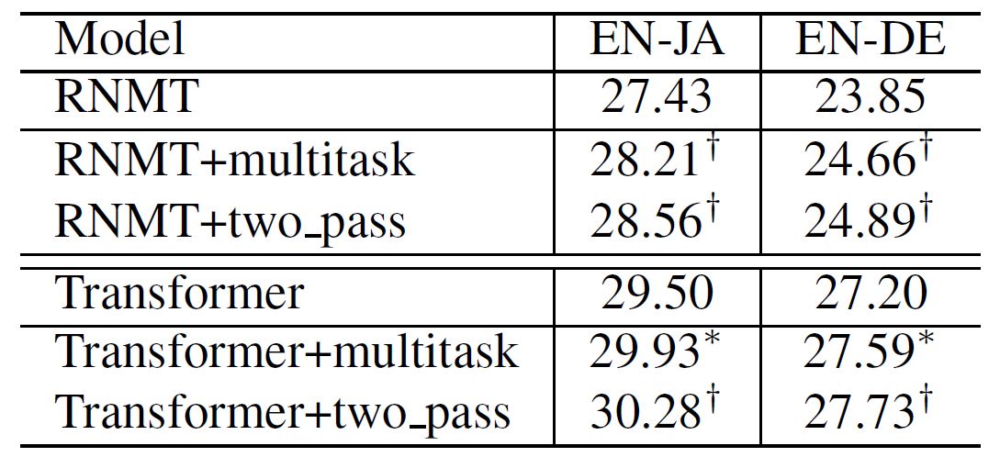 Model EN-JA EN-DE
RNMT 27.43 23.85
RNMT+multitask 28.21† 24.66†
RNMT+two_pass 28.56† 24.89†
Transformer 29.50 27.20
Transformer+multitask 29.93* 27.59*
Transformer+two_pass 30.28† 27.73†